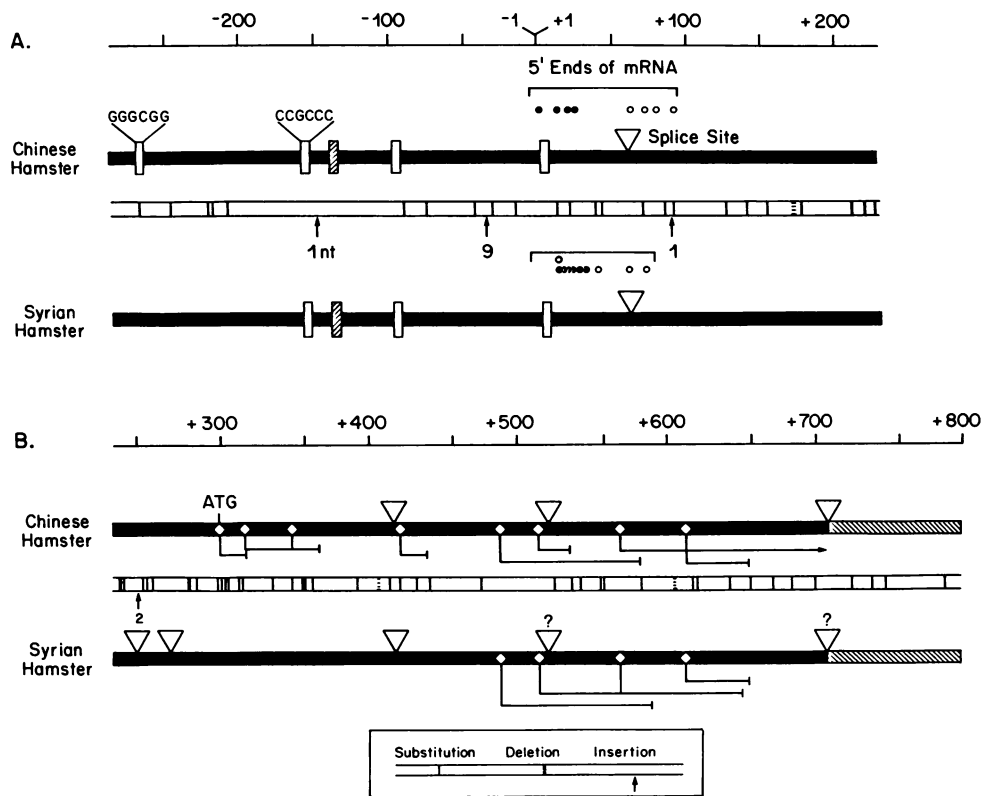 A.
-200 -100 -1 +1 +100 +200
5' Ends of mRNA
GGGCGG CCGCCC
Splice Site
Chinese
Hamster
1nt 9 1
Syrian
Hamster
B.
+300 +400 +500 +600 +700 +800
ATG
Chinese
Hamster
2
? ?
Syrian
Hamster
Substitution Deletion Insertion